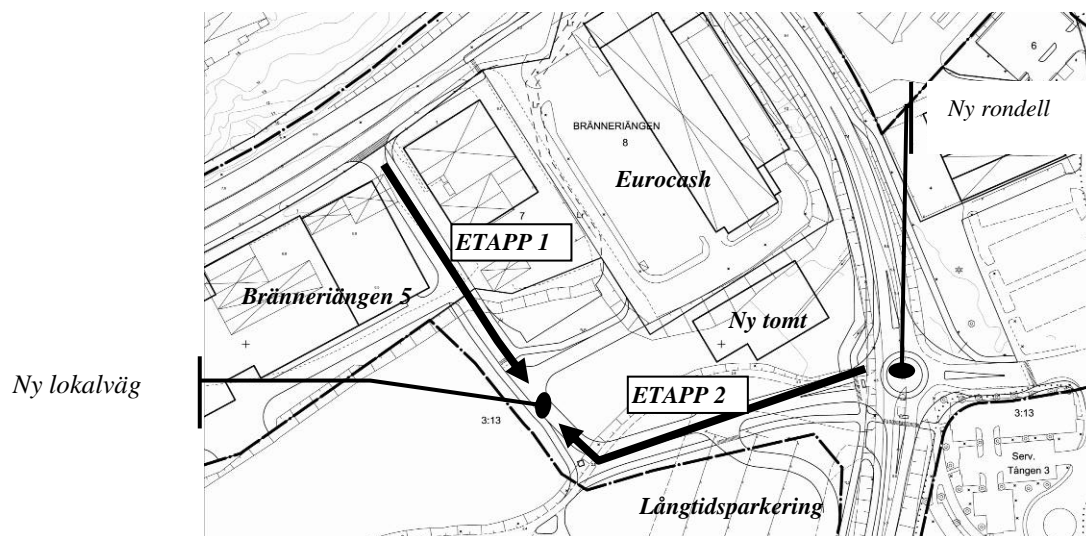 6
Ny rondell
BRÄNNERIÄNGEN
8
Eurocash
7
ETAPP 1
Bränneriängen 5
Ny tomt
Ny lokalväg
ETAPP 2
3:13
3:13
Serv.
Tången 3
Långtidsparkering